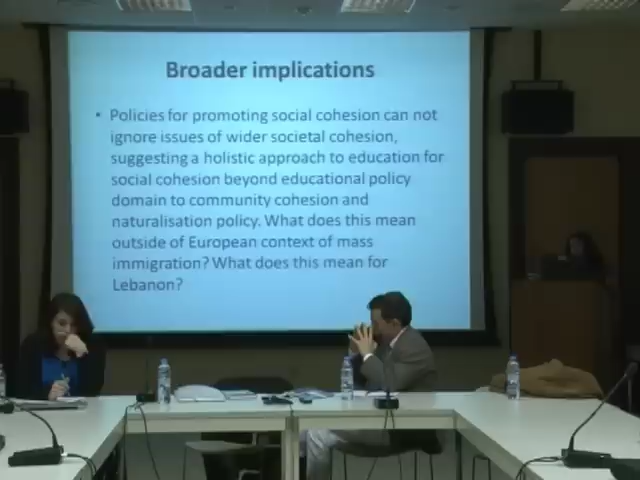 Broader implications
• Policies for promoting social cohesion can not
ignore issues of wider societal cohesion,
suggesting a holistic approach to education for
social cohesion beyond educational policy
domain to community cohesion and
naturalisation policy. What does this mean
outside of European context of mass
immigration? What does this mean for
Lebanon?